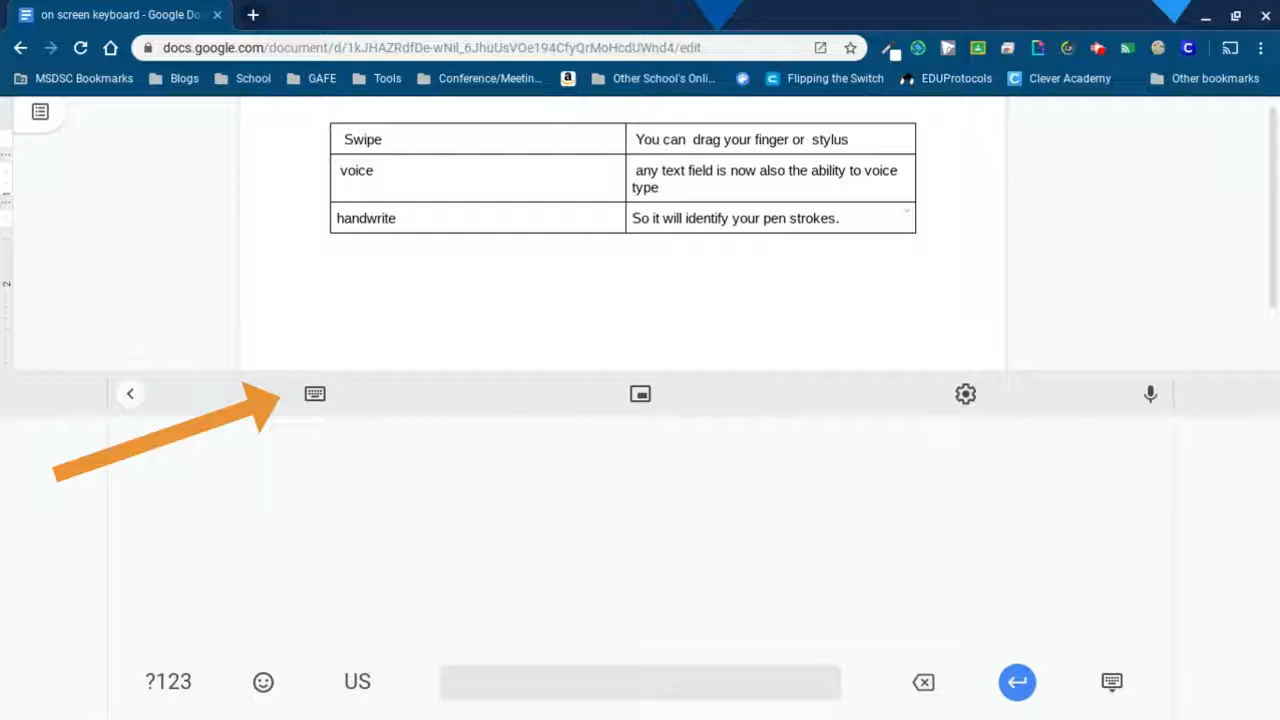 on screen keyboard - Google Do
docs.google.com/document/d/1kJHAZRdfDe-wNil_6JhuUsVOe194CfyQrMoHcdUWnd4/edit
MSDSC Bookmarks Blogs School GAFE Tools Conference/Meetin... Other School's Onli... Flipping the Switch EDUProtocols Clever Academy Other bookmarks
Swipe You can drag your finger or stylus
voice any text field is now also the ability to voice
type
handwrite So it will identify your pen strokes.
2
?123 US